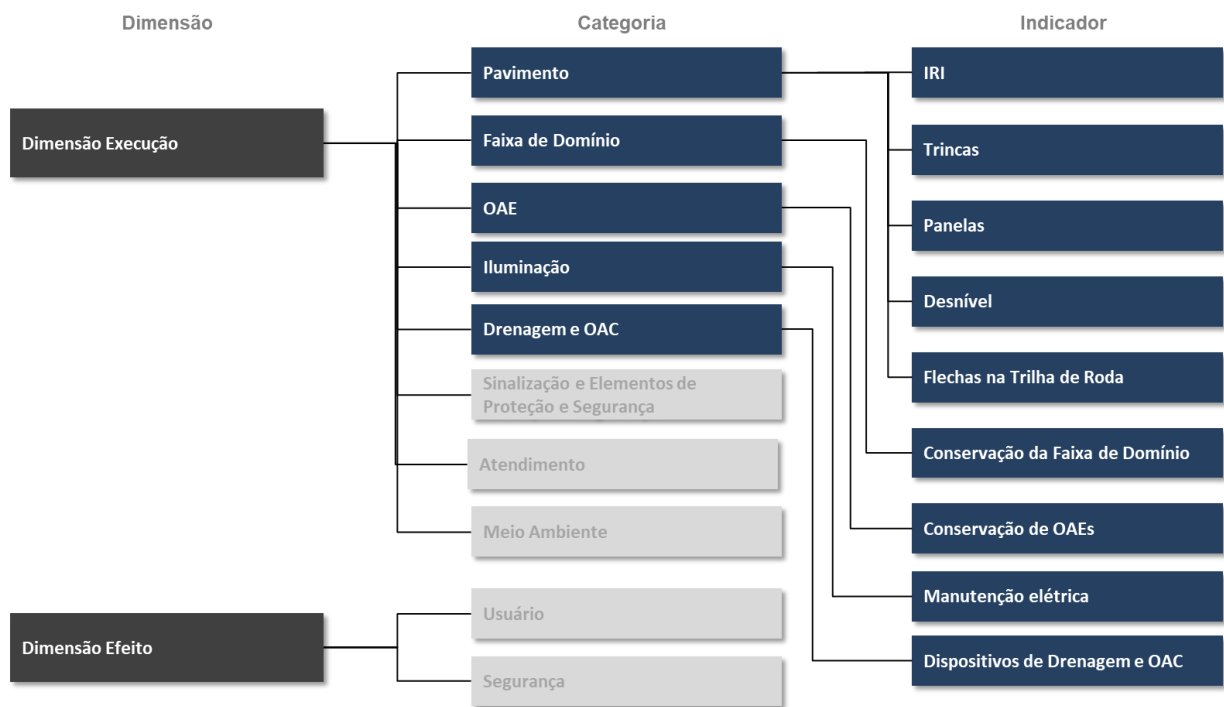 Dimensão
Categoria
Indicador
Dimensão Execução
Dimensão Efeito
Pavimento
Faixa de Domínio
OAE
Iluminação
Drenagem e OAC
Sinalização e Elementos de
Proteção e Segurança
Atendimento
Meio Ambiente
Usuário
Segurança
IRI
Trincas
Panelas
Desnível
Flechas na Trilha de Roda
Conservação da Faixa de Domínio
Conservação de OAEs
Manutenção elétrica
Dispositivos de Drenagem e OAC